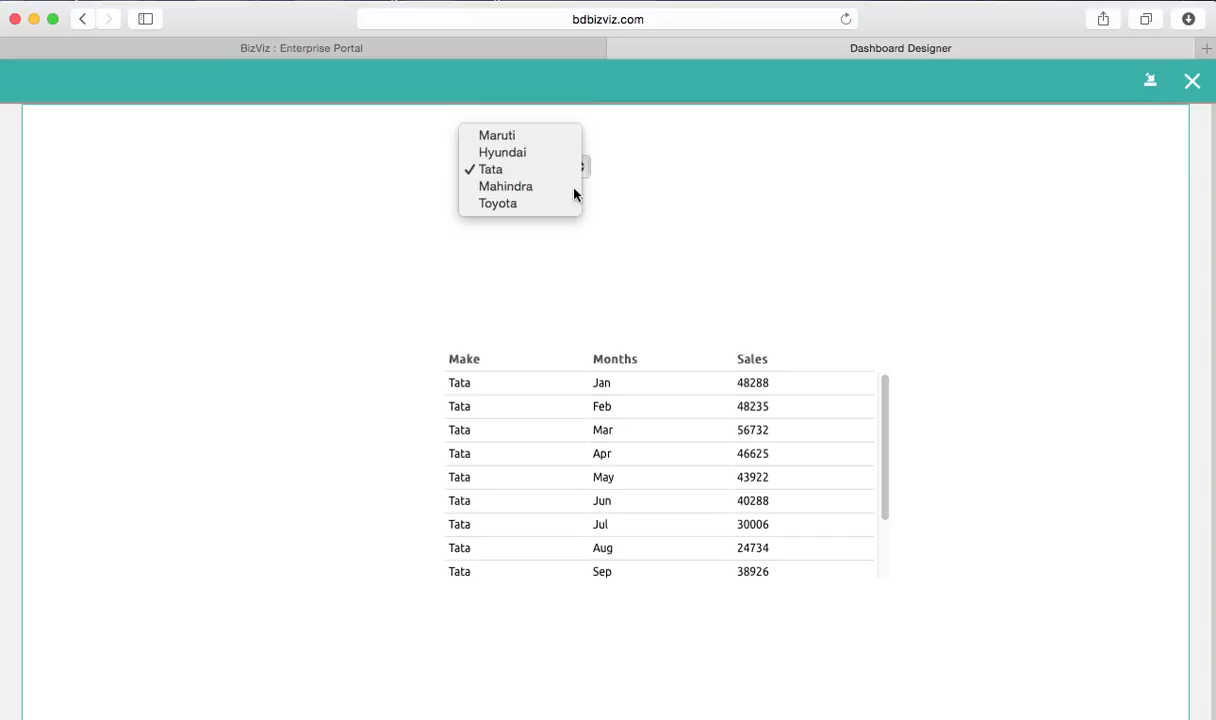 bdbizviz.com
BizViz : Enterprise Portal
Dashboard Designer
Maruti
Hyundai
Tata
Mahindra
Toyota
Make Months Sales
Tata Jan 48288
Tata Feb 48235
Tata Mar 56732
Tata Apr 46625
Tata May 43922
Tata Jun 40288
Tata Jul 30006
Tata Aug 24734
Tata Sep 38926